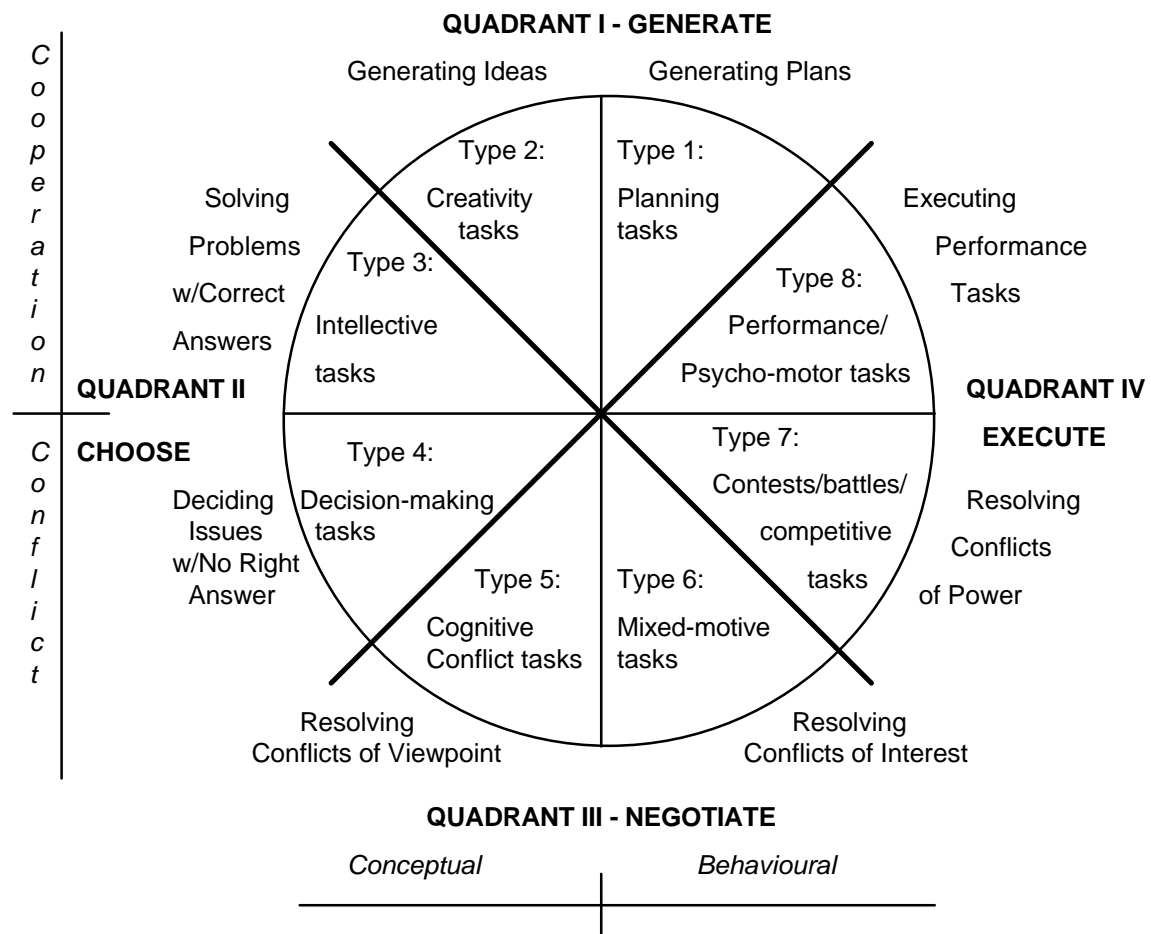 QUADRANT I - GENERATE
Generating Ideas
Generating Plans
Cooperation
Type 2:
Creativity
tasks
Type 1:
Planning
tasks
Solving
Problems
w/Correct
Answers
Type 3:
Intellective
tasks
Executing
Performance
Tasks
Type 8:
Performance/
Psycho-motor tasks
QUADRANT II
CHOOSE
QUADRANT IV
EXECUTE
Conflict
Deciding
Issues
w/No Right
Answer
Type 4:
Decision-making
tasks
Type 7:
Contests/battles/
competitive
tasks
Resolving
Conflicts
of Power
Type 5:
Cognitive
Conflict tasks
Type 6:
Mixed-motive
tasks
Resolving
Conflicts of Viewpoint
Resolving
Conflicts of Interest
QUADRANT III - NEGOTIATE
Conceptual
Behavioural